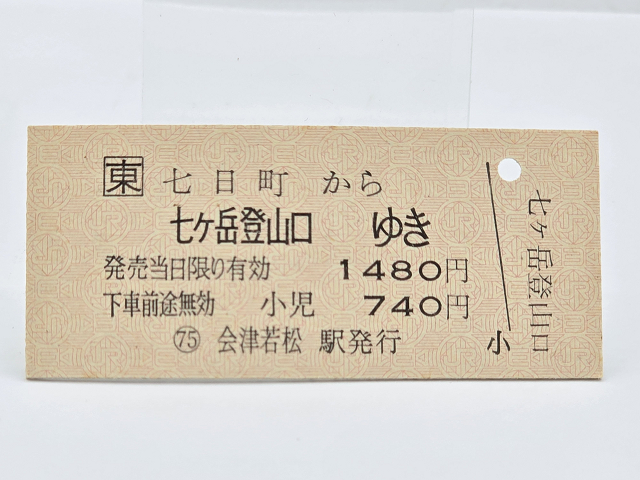 東 七日町 から
七ケ岳登山口 ゆき
発売当日限り有効 1480円
下車前途無効 小児 740円
㊆ 会津若松 駅発行
七ヶ岳登山口
小